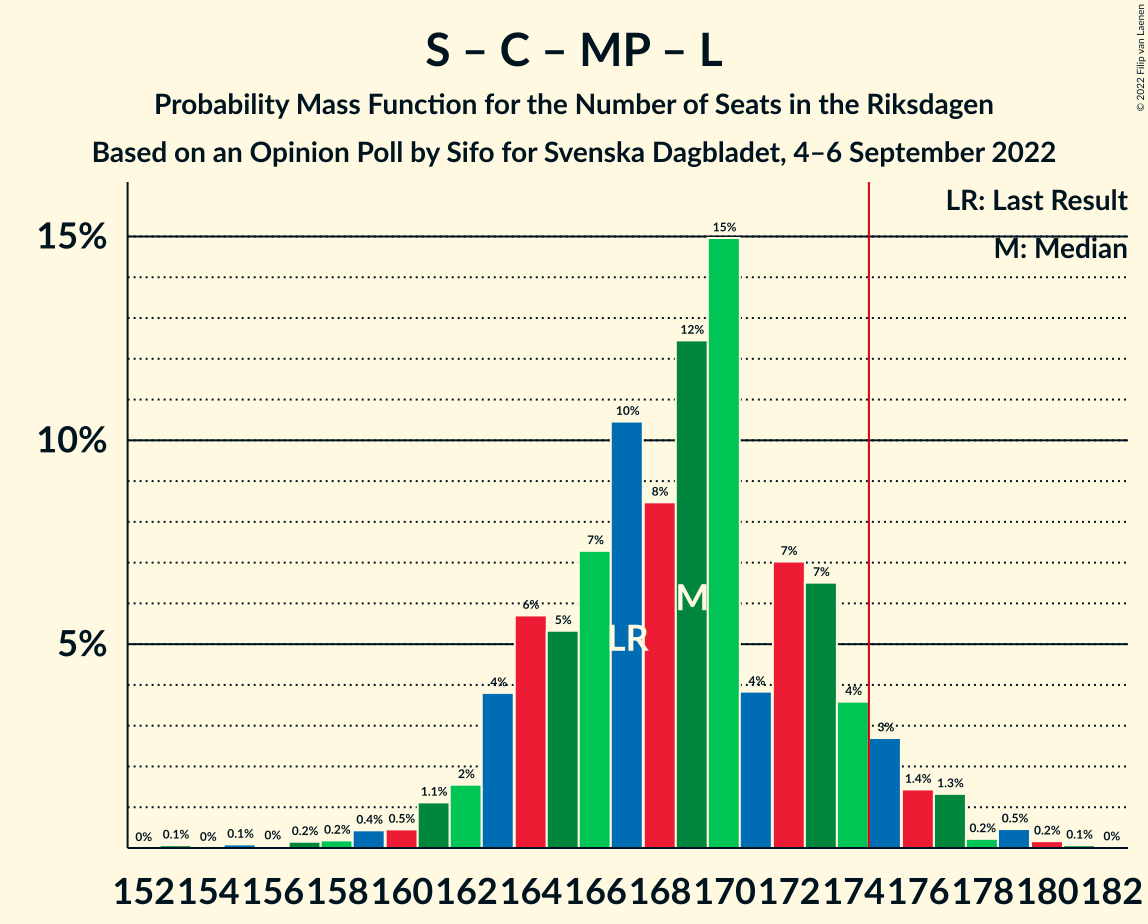 S – C – MP – L
Probability Mass Function for the Number of Seats in the Riksdagen
Based on an Opinion Poll by Sifo for Svenska Dagbladet, 4–6 September 2022
© 2022 Filip van Laenen
LR: Last Result
M: Median
15%
10%
5%
0% 0.1% 0% 0.1% 0% 0.2% 0.2% 0.4% 0.5% 1.1% 2% 4% 6% 5% 7% 10% 8% 12% 15% 4% 7% 7% 4% 3% 1.4% 1.3% 0.2% 0.5% 0.2% 0.1% 0%
M
LR
152 154 156 158 160 162 164 166 168 170 172 174 176 178 180 182